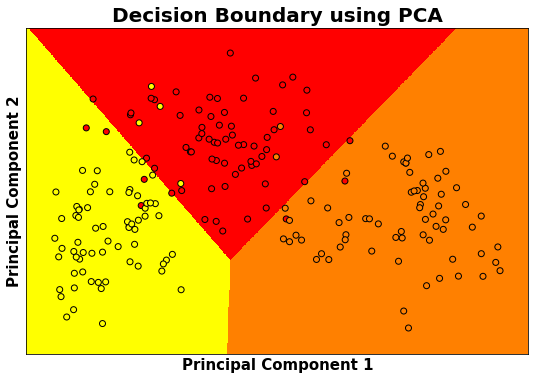 Decision Boundary using PCA
Principal Component 2
Principal Component 1